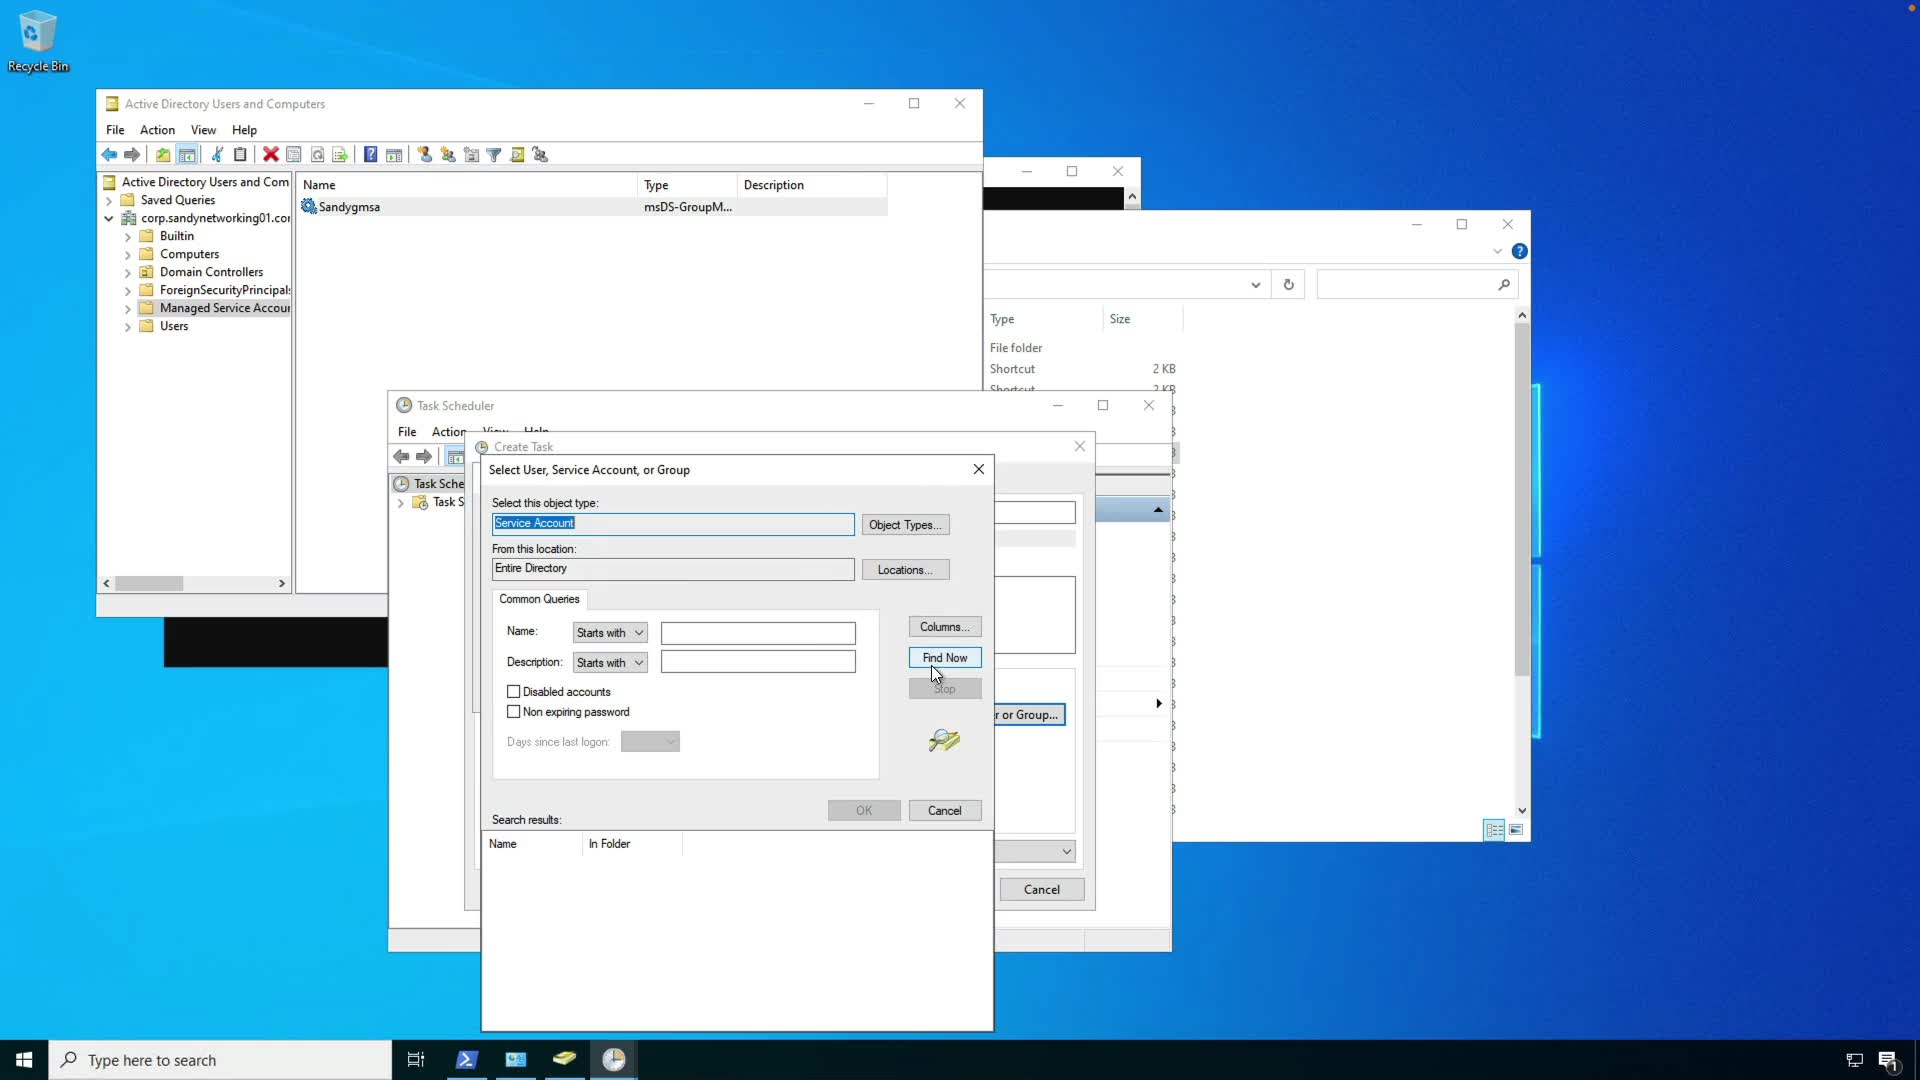 Recycle Bin
Active Directory Users and Computers
File Action View Help
Active Directory Users and Com
Saved Queries
corp.sandynetworking01.cor
Builtin
Computers
Domain Controllers
ForeignSecurityPrincipals
Managed Service Accour
Users
Name Type Description
Sandygmsa msDS-GroupM...
Type Size
File folder
Shortcut 2 KB
Shortcut 2 KB
Task Scheduler
File Action View Help
Task Sche
Task S
Create Task
Select User, Service Account, or Group
Select this object type:
Service Account Object Types...
From this location:
Entire Directory Locations...
Common Queries
Name: Starts with
Description: Starts with
Disabled accounts
Non expiring password
Days since last logon:
Columns...
Find Now
Stop
r or Group...
OK Cancel
Search results:
Name In Folder
Cancel
Type here to search
1